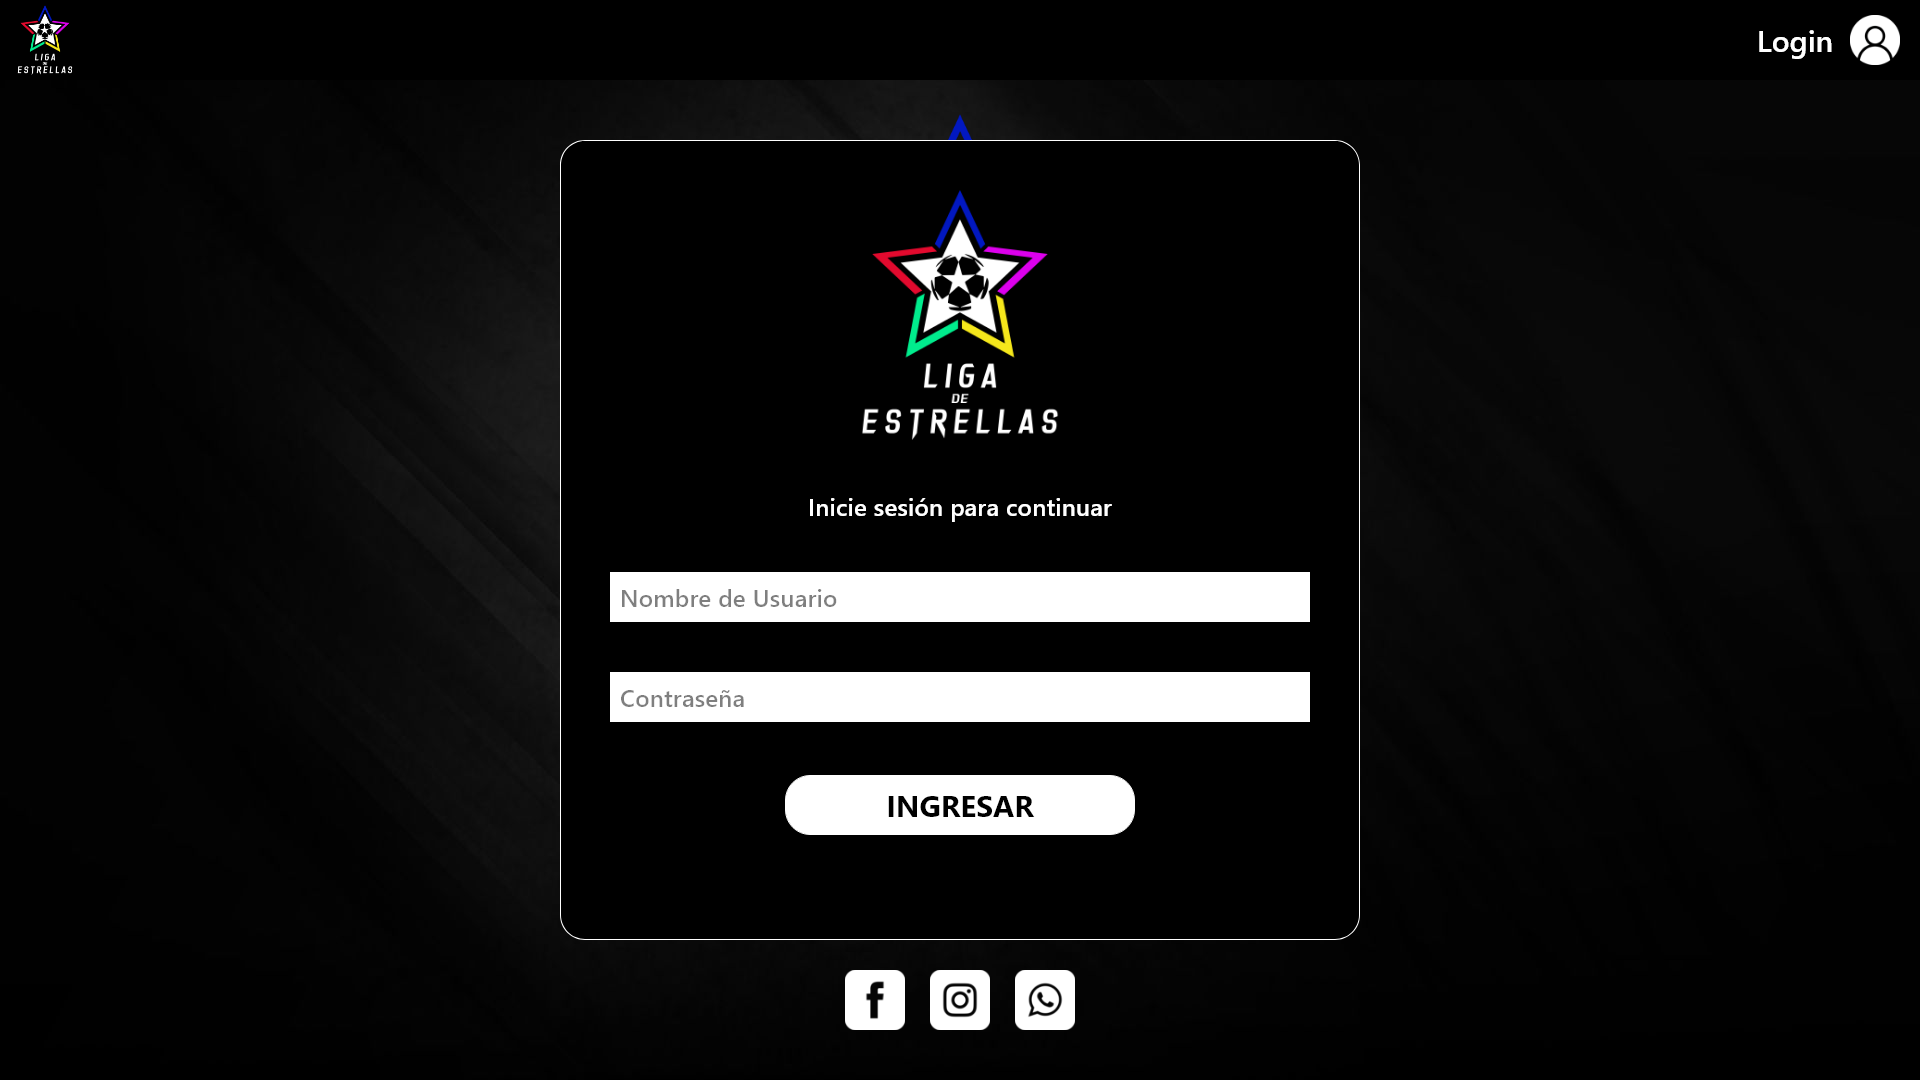 LIGA
DE
ESTRELLAS
Login
LIGA
DE
ESTRELLAS
Inicie sesión para continuar
Nombre de Usuario
Contraseña
INGRESAR